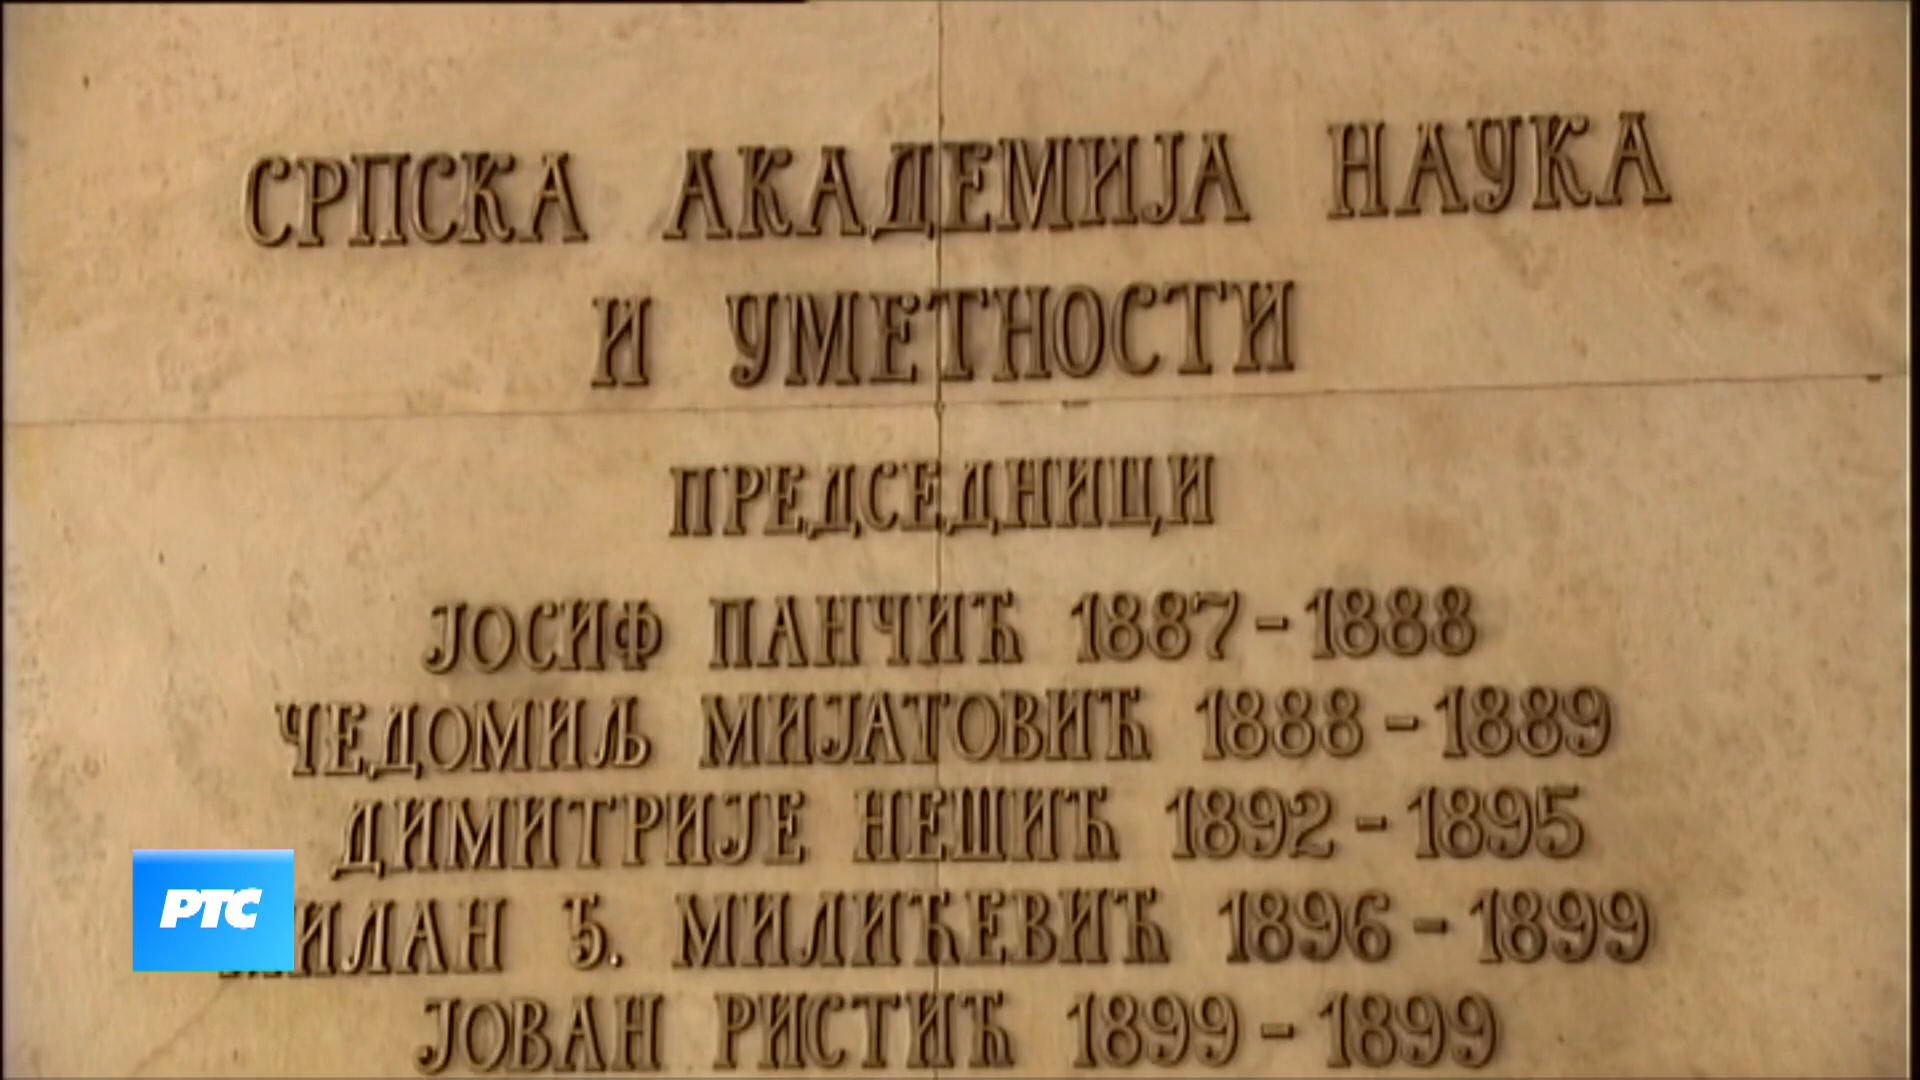 СРПСКА АКАДЕМИЈА НАУКА
И УМЕТНОСТИ
ПРЕДСЕДНИЦИ
ЈОСИФ ПАНЧИЋ 1887-1888
ЧЕДОМИЉ МИЈАТОВИЋ 1888-1889
ДИМИТРИЈЕ НЕШИЋ 1892-1895
МИЛАН Ђ. МИЛИЋЕВИЋ 1896-1899
ЈОВАН РИСТИЋ 1899-1899
РТС